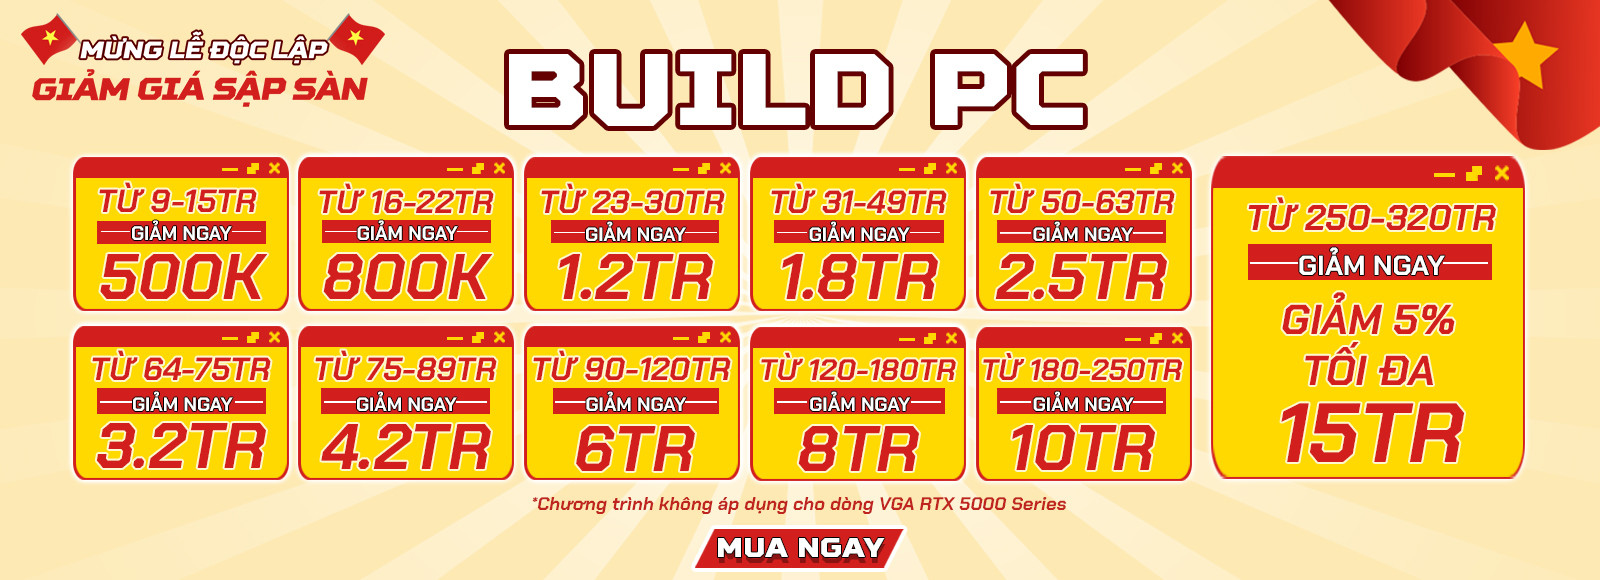 MỪNG LỄ ĐỘC LẬP
GIẢM GIÁ SẬP SÀN
BUILD PC
TỪ 9-15TR
GIẢM NGAY
500K
TỪ 16-22TR
GIẢM NGAY
800K
TỪ 23-30TR
GIẢM NGAY
1.2TR
TỪ 31-49TR
GIẢM NGAY
1.8TR
TỪ 50-63TR
GIẢM NGAY
2.5TR
TỪ 64-75TR
GIẢM NGAY
3.2TR
TỪ 75-89TR
GIẢM NGAY
4.2TR
TỪ 90-120TR
GIẢM NGAY
6TR
TỪ 120-180TR
GIẢM NGAY
8TR
TỪ 180-250TR
GIẢM NGAY
10TR
TỪ 250-320TR
GIẢM NGAY
GIẢM 5%
TỐI ĐA
15TR
*Chương trình không áp dụng cho dòng VGA RTX 5000 Series
MUA NGAY